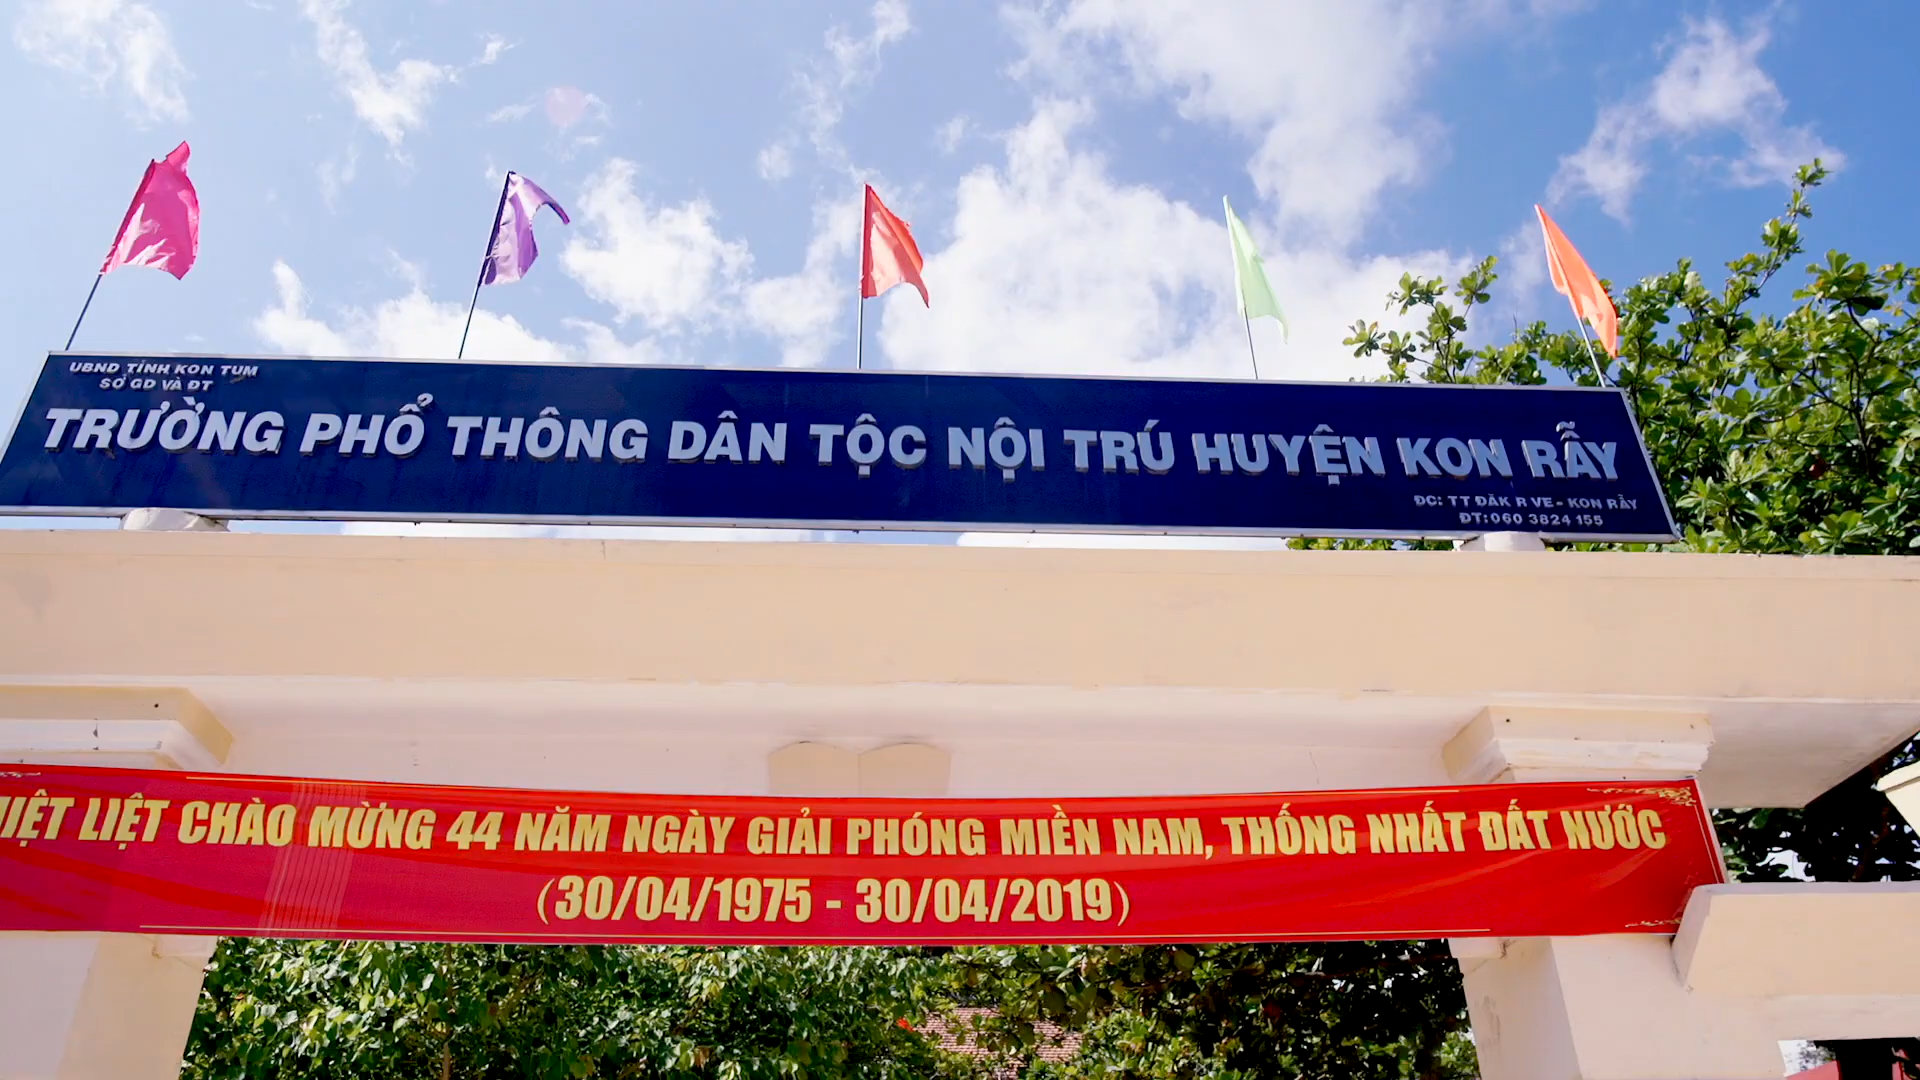 UBND TỈNH KON TUM
SỞ GD VÀ ĐT
TRƯỜNG PHỔ THÔNG DÂN TỘC NỘI TRÚ HUYỆN KON RẪY
ĐC: TT ĐĂK R VE - KON RẪY
ĐT: 060 3824 155
LIỆT CHÀO MỪNG 44 NĂM NGÀY GIẢI PHÓNG MIỀN NAM, THỐNG NHẤT ĐẤT NƯỚC
(30/04/1975 - 30/04/2019)